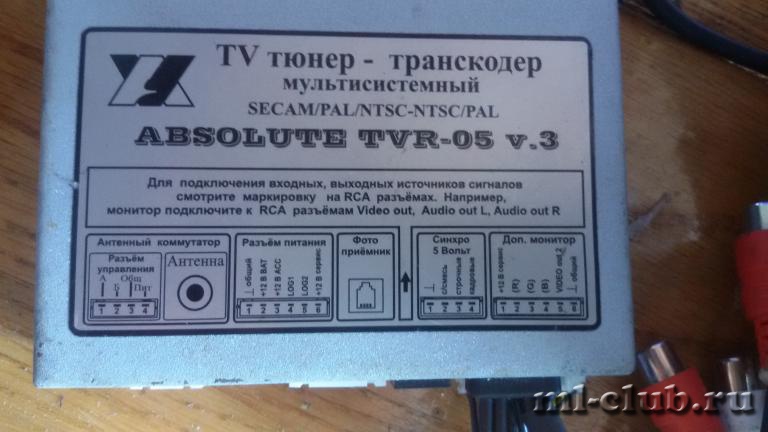 TV тюнер - транскодер
мультисистемный
SECAM/PAL/NTSC-NTSC/PAL
ABSOLUTE TVR-05 v.3
Для подключения входных, выходных источников сигналов
смотрите маркировку на RCA разъёмах. Например,
монитор подключите к RCA разъёмам Video out, Audio out L, Audio out R
Антенный коммутатор
Разъём
управления
А Общ
Б Пит
1 2 3 4
Антенна
Разъём питания
общий
+12 В BAT
+12 В ACC
LOG1
LOG2
+12 В сервис
1 2 3 4 5 6
Фото
приёмник
Синхро
5 Вольт
с/смесь
строчные
кадровые
1 2 3 4
Доп. монитор
+12 В сервис
(R)
(G)
(B)
VIDEO out 2
общий
1 2 3 4 5 6
ml-club.ru